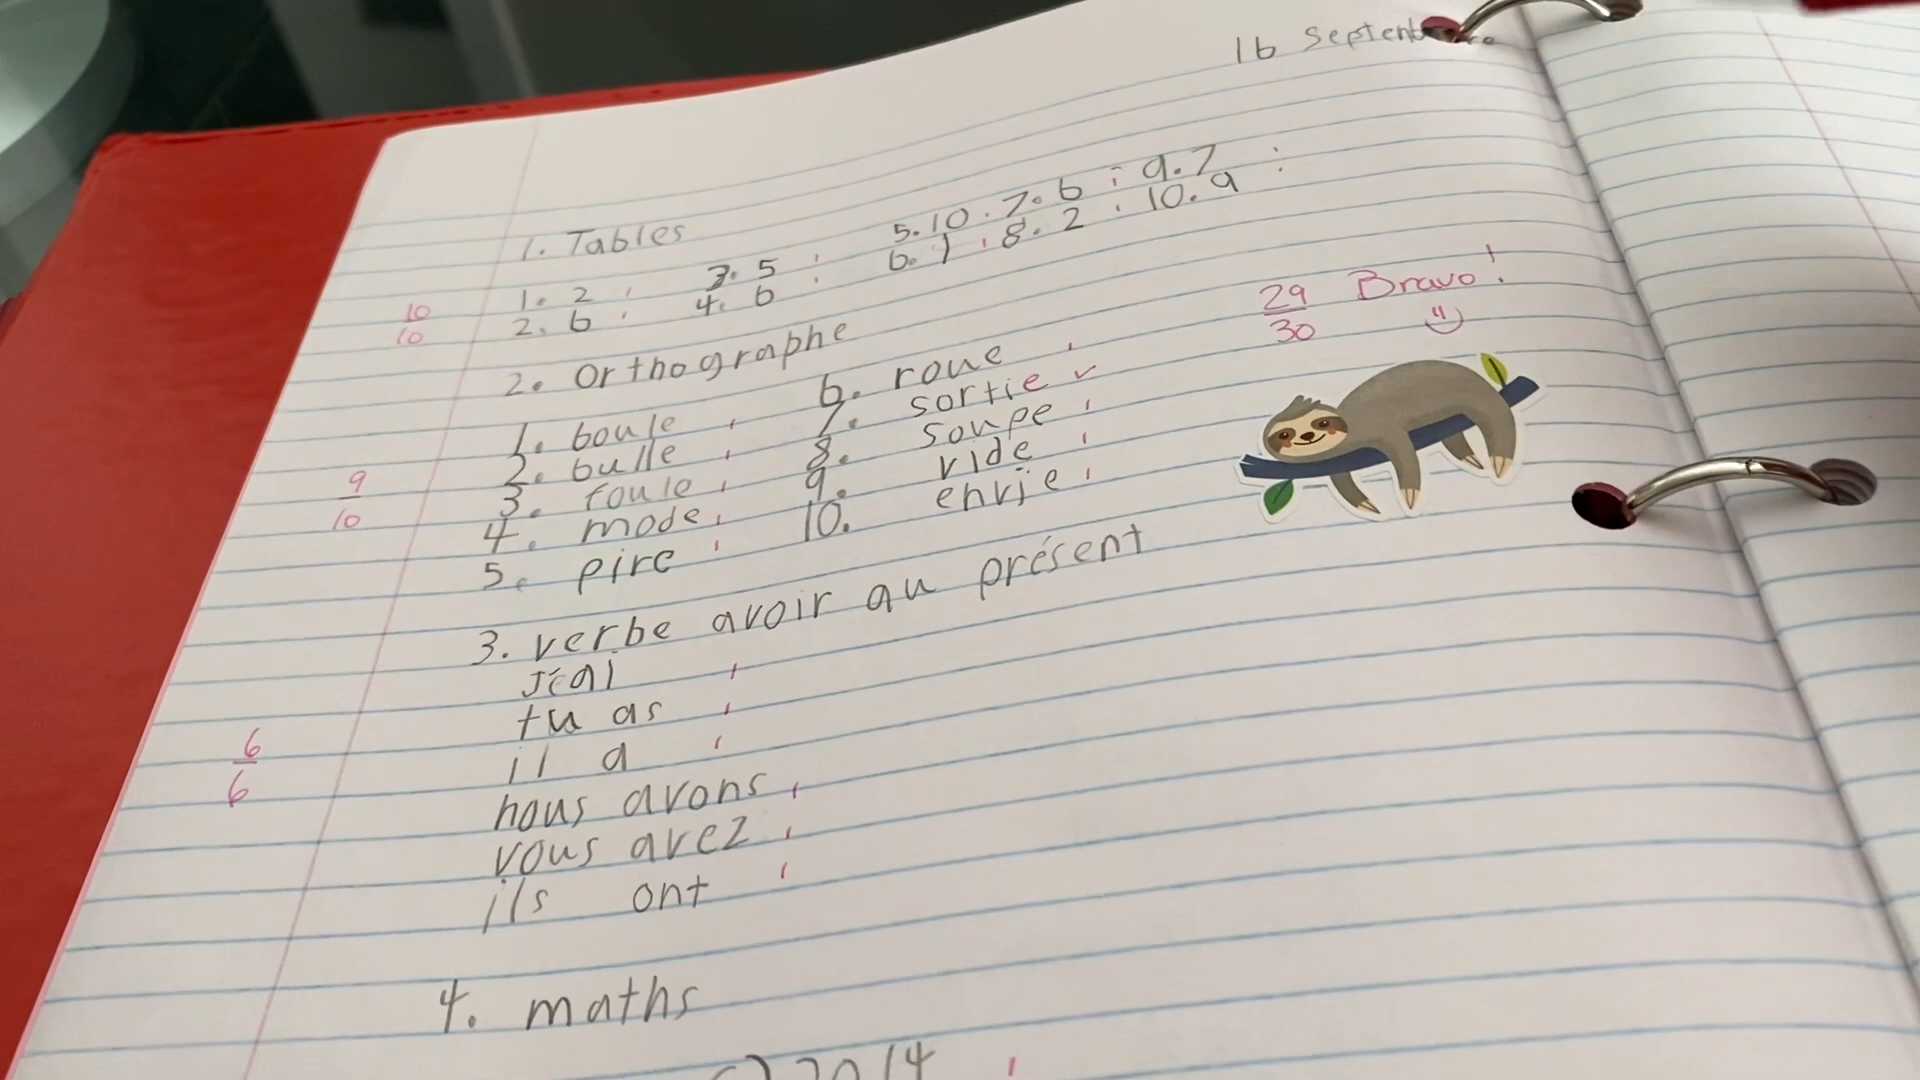 16 Septembre
1. Tables
1. 2 3. 5 5. 10 7. 6 9. 7
2. 6 4. 6 6. 1 8. 2 10. 9
10
10
29 Bravo!
30
2. Orthographe
1. boule 6. roue
2. bulle 7. sortie
3. foule 8. soupe
4. mode 9. ride
5. pire 10. envie
9
10
3. verbe avoir au présent
J'ai
tu as
il a
nous avons
vous avez
ils ont
6
6
4. maths
2014